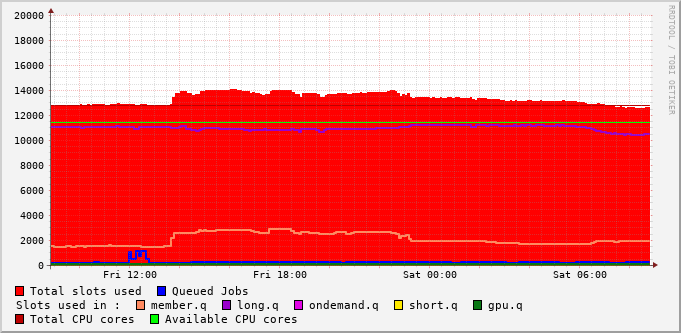 20000
18000
16000
14000
12000
10000
8000
6000
4000
2000
0
Fri 12:00 Fri 18:00 Sat 00:00 Sat 06:00
RRDTOOL / TOBI OETIKER
Total slots used Queued Jobs
Slots used in : member.q long.q ondemand.q short.q gpu.q
Total CPU cores Available CPU cores